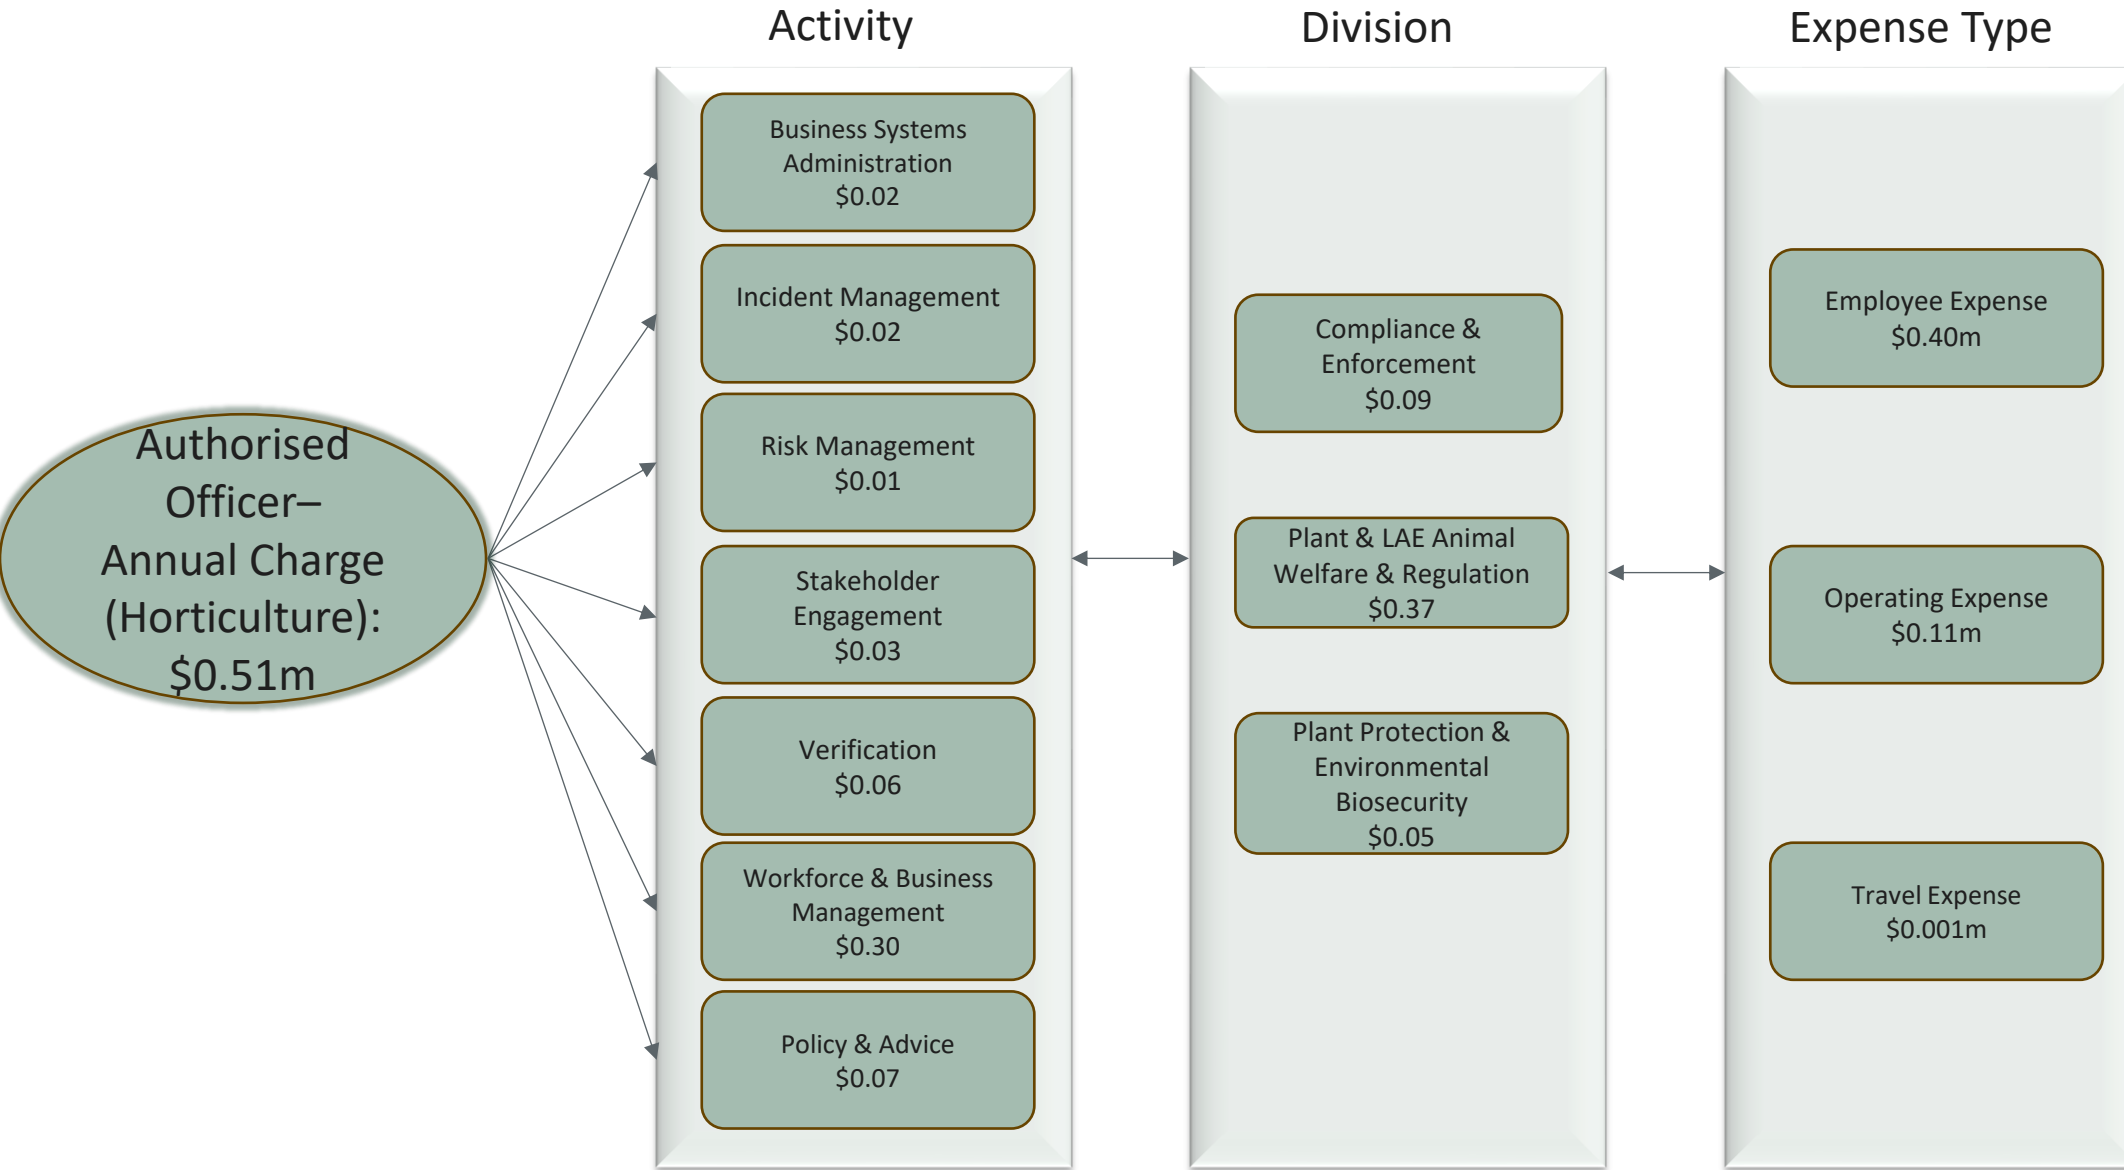 Activity
Division
Expense Type
Authorised
Officer–
Annual Charge
(Horticulture):
$0.51m
Business Systems
Administration
$0.02
Incident Management
$0.02
Risk Management
$0.01
Stakeholder
Engagement
$0.03
Verification
$0.06
Workforce & Business
Management
$0.30
Policy & Advice
$0.07
Compliance &
Enforcement
$0.09
Plant & LAE Animal
Welfare & Regulation
$0.37
Plant Protection &
Environmental
Biosecurity
$0.05
Employee Expense
$0.40m
Operating Expense
$0.11m
Travel Expense
$0.001m